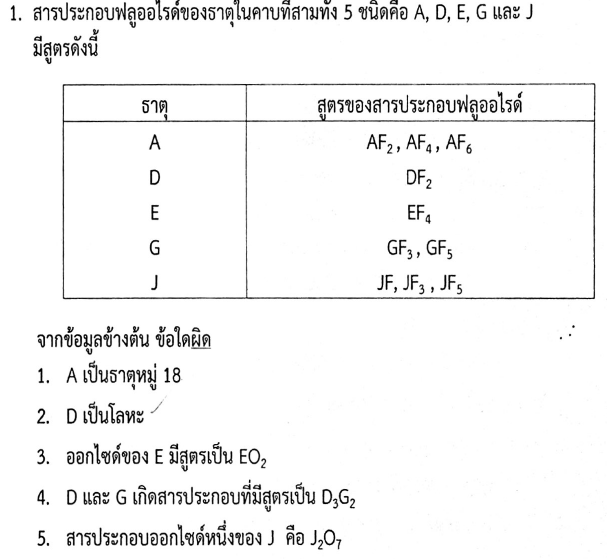 1. สารประกอบฟลูออไรด์ของธาตุในคาบที่สามทั้ง 5 ชนิดคือ A, D, E, G และ J
มีสูตรดังนี้
ธาตุ สูตรของสารประกอบฟลูออไรด์
A AF₂ , AF₄ , AF₆
D DF₂
E EF₄
G GF₃ , GF₅
J JF, JF₃ , JF₅
จากข้อมูลข้างต้น ข้อใดผิด
1. A เป็นธาตุหมู่ 18
2. D เป็นโลหะ
3. ออกไซด์ของ E มีสูตรเป็น EO₂
4. D และ G เกิดสารประกอบที่มีสูตรเป็น D₃G₂
5. สารประกอบออกไซด์หนึ่งของ J คือ J₂O₇